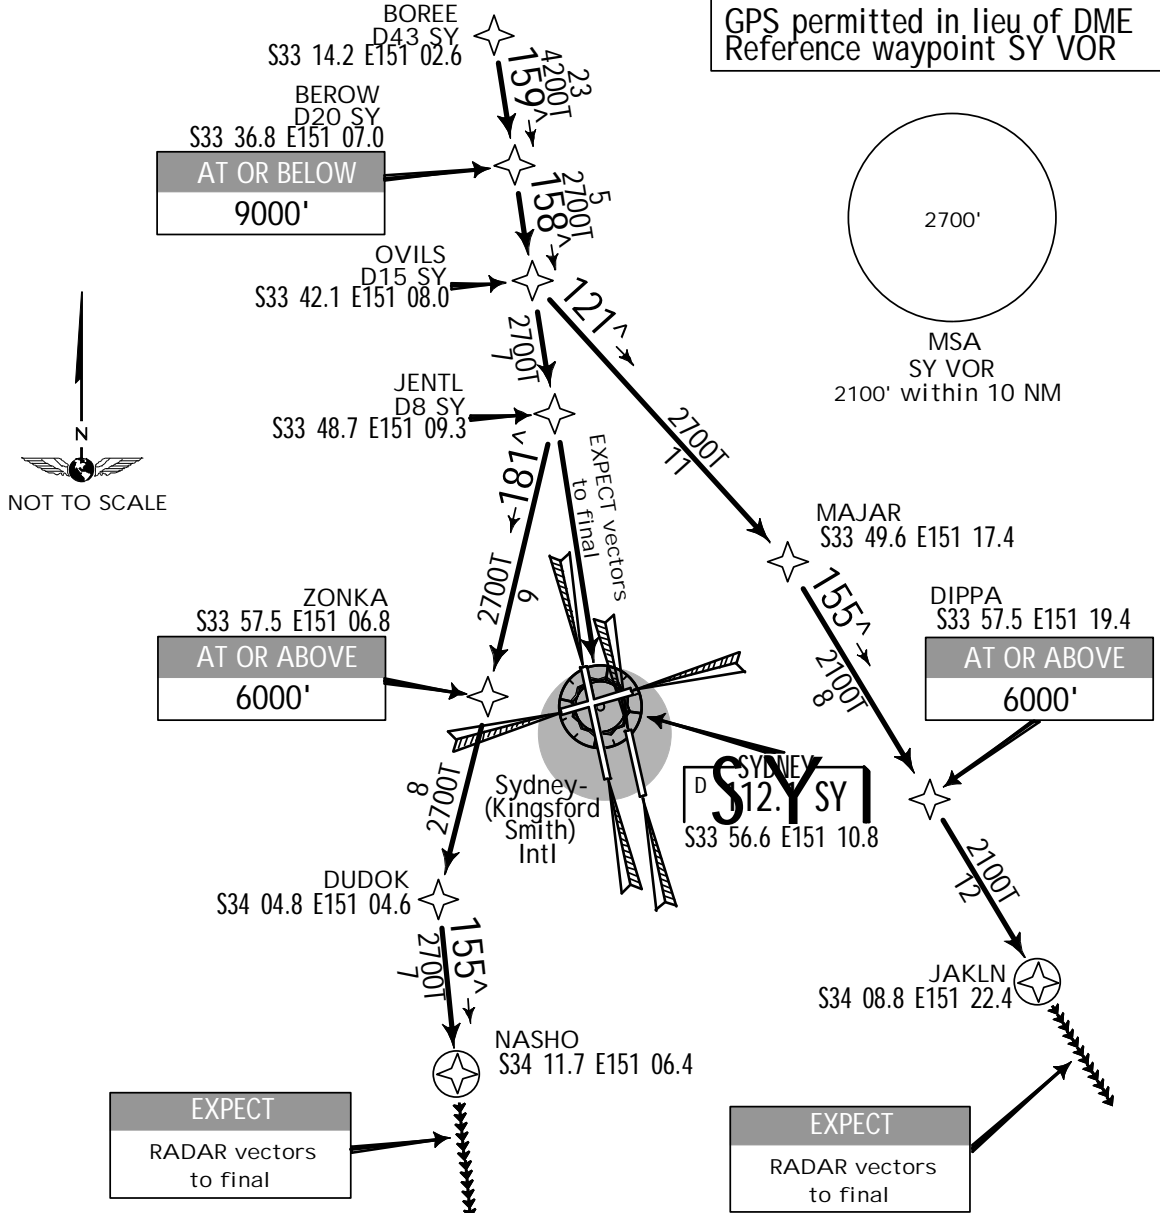 GPS permitted in lieu of DME
Reference waypoint SY VOR
BOREE
D43 SY
S33 14.2 E151 02.6
159^
4200T
23
BEROW
D20 SY
S33 36.8 E151 07.0
AT OR BELOW
9000'
158^
2700T
5
OVILS
D15 SY
S33 42.1 E151 08.0
2700'
MSA
SY VOR
2100' within 10 NM
121^
2700T
11
2700T
7
JENTL
D8 SY
S33 48.7 E151 09.3
N
NOT TO SCALE
181^
2700T
9
EXPECT vectors
to final
MAJAR
S33 49.6 E151 17.4
155^
2100T
8
ZONKA
S33 57.5 E151 06.8
AT OR ABOVE
6000'
DIPPA
S33 57.5 E151 19.4
AT OR ABOVE
6000'
Sydney-
(Kingsford
Smith)
Intl
SYDNEY
D
112.1 SY
S Y
S33 56.6 E151 10.8
2700T
8
2100T
12
DUDOK
S34 04.8 E151 04.6
155^
2700T
7
JAKLN
S34 08.8 E151 22.4
NASHO
S34 11.7 E151 06.4
EXPECT
RADAR vectors
to final
EXPECT
RADAR vectors
to final